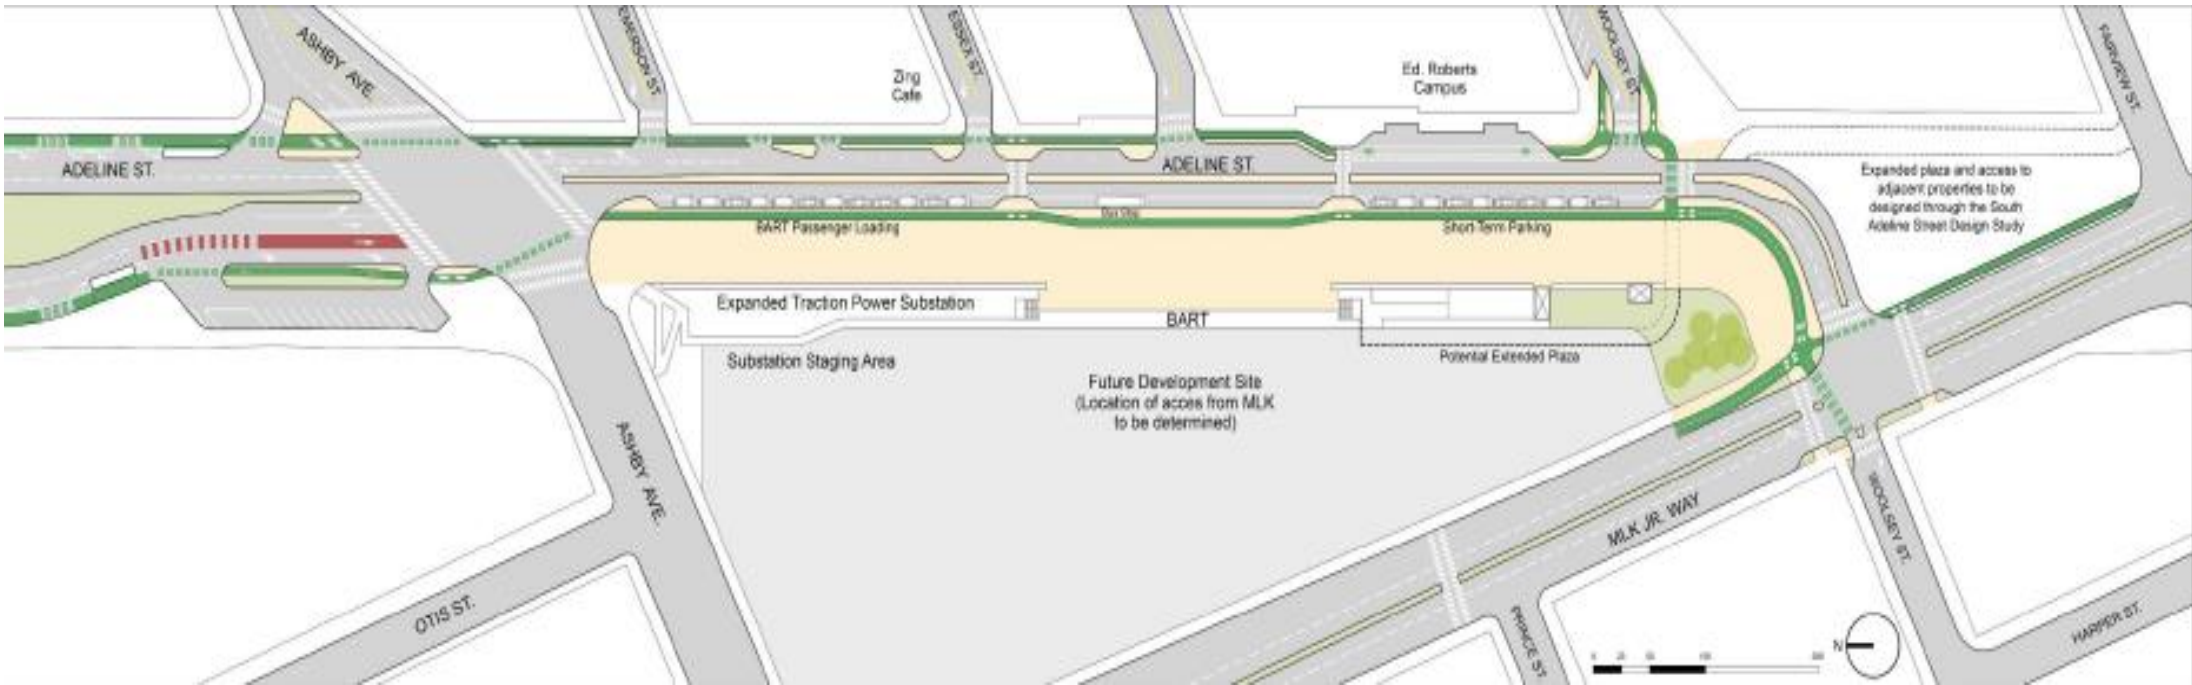 ASHBY AVE.
EMERSON ST.
ESSEX ST.
WOOLSEY ST.
FAIRVIEW ST.
Zing
Cafe
Ed. Roberts
Campus
ADELINE ST.
ADELINE ST.
Expanded plaza and access to
adjacent properties to be
designed through the South
Adeline Street Design Study
BART Passenger Loading
Bus Stop
Short-Term Parking
Expanded Traction Power Substation
BART
Substation Staging Area
Potential Extended Plaza
Future Development Site
(Location of acces from MLK
to be determined)
ASHBY AVE.
MLK JR. WAY
WOOLSEY ST.
OTIS ST.
PRINCE ST.
HARPER ST.
N